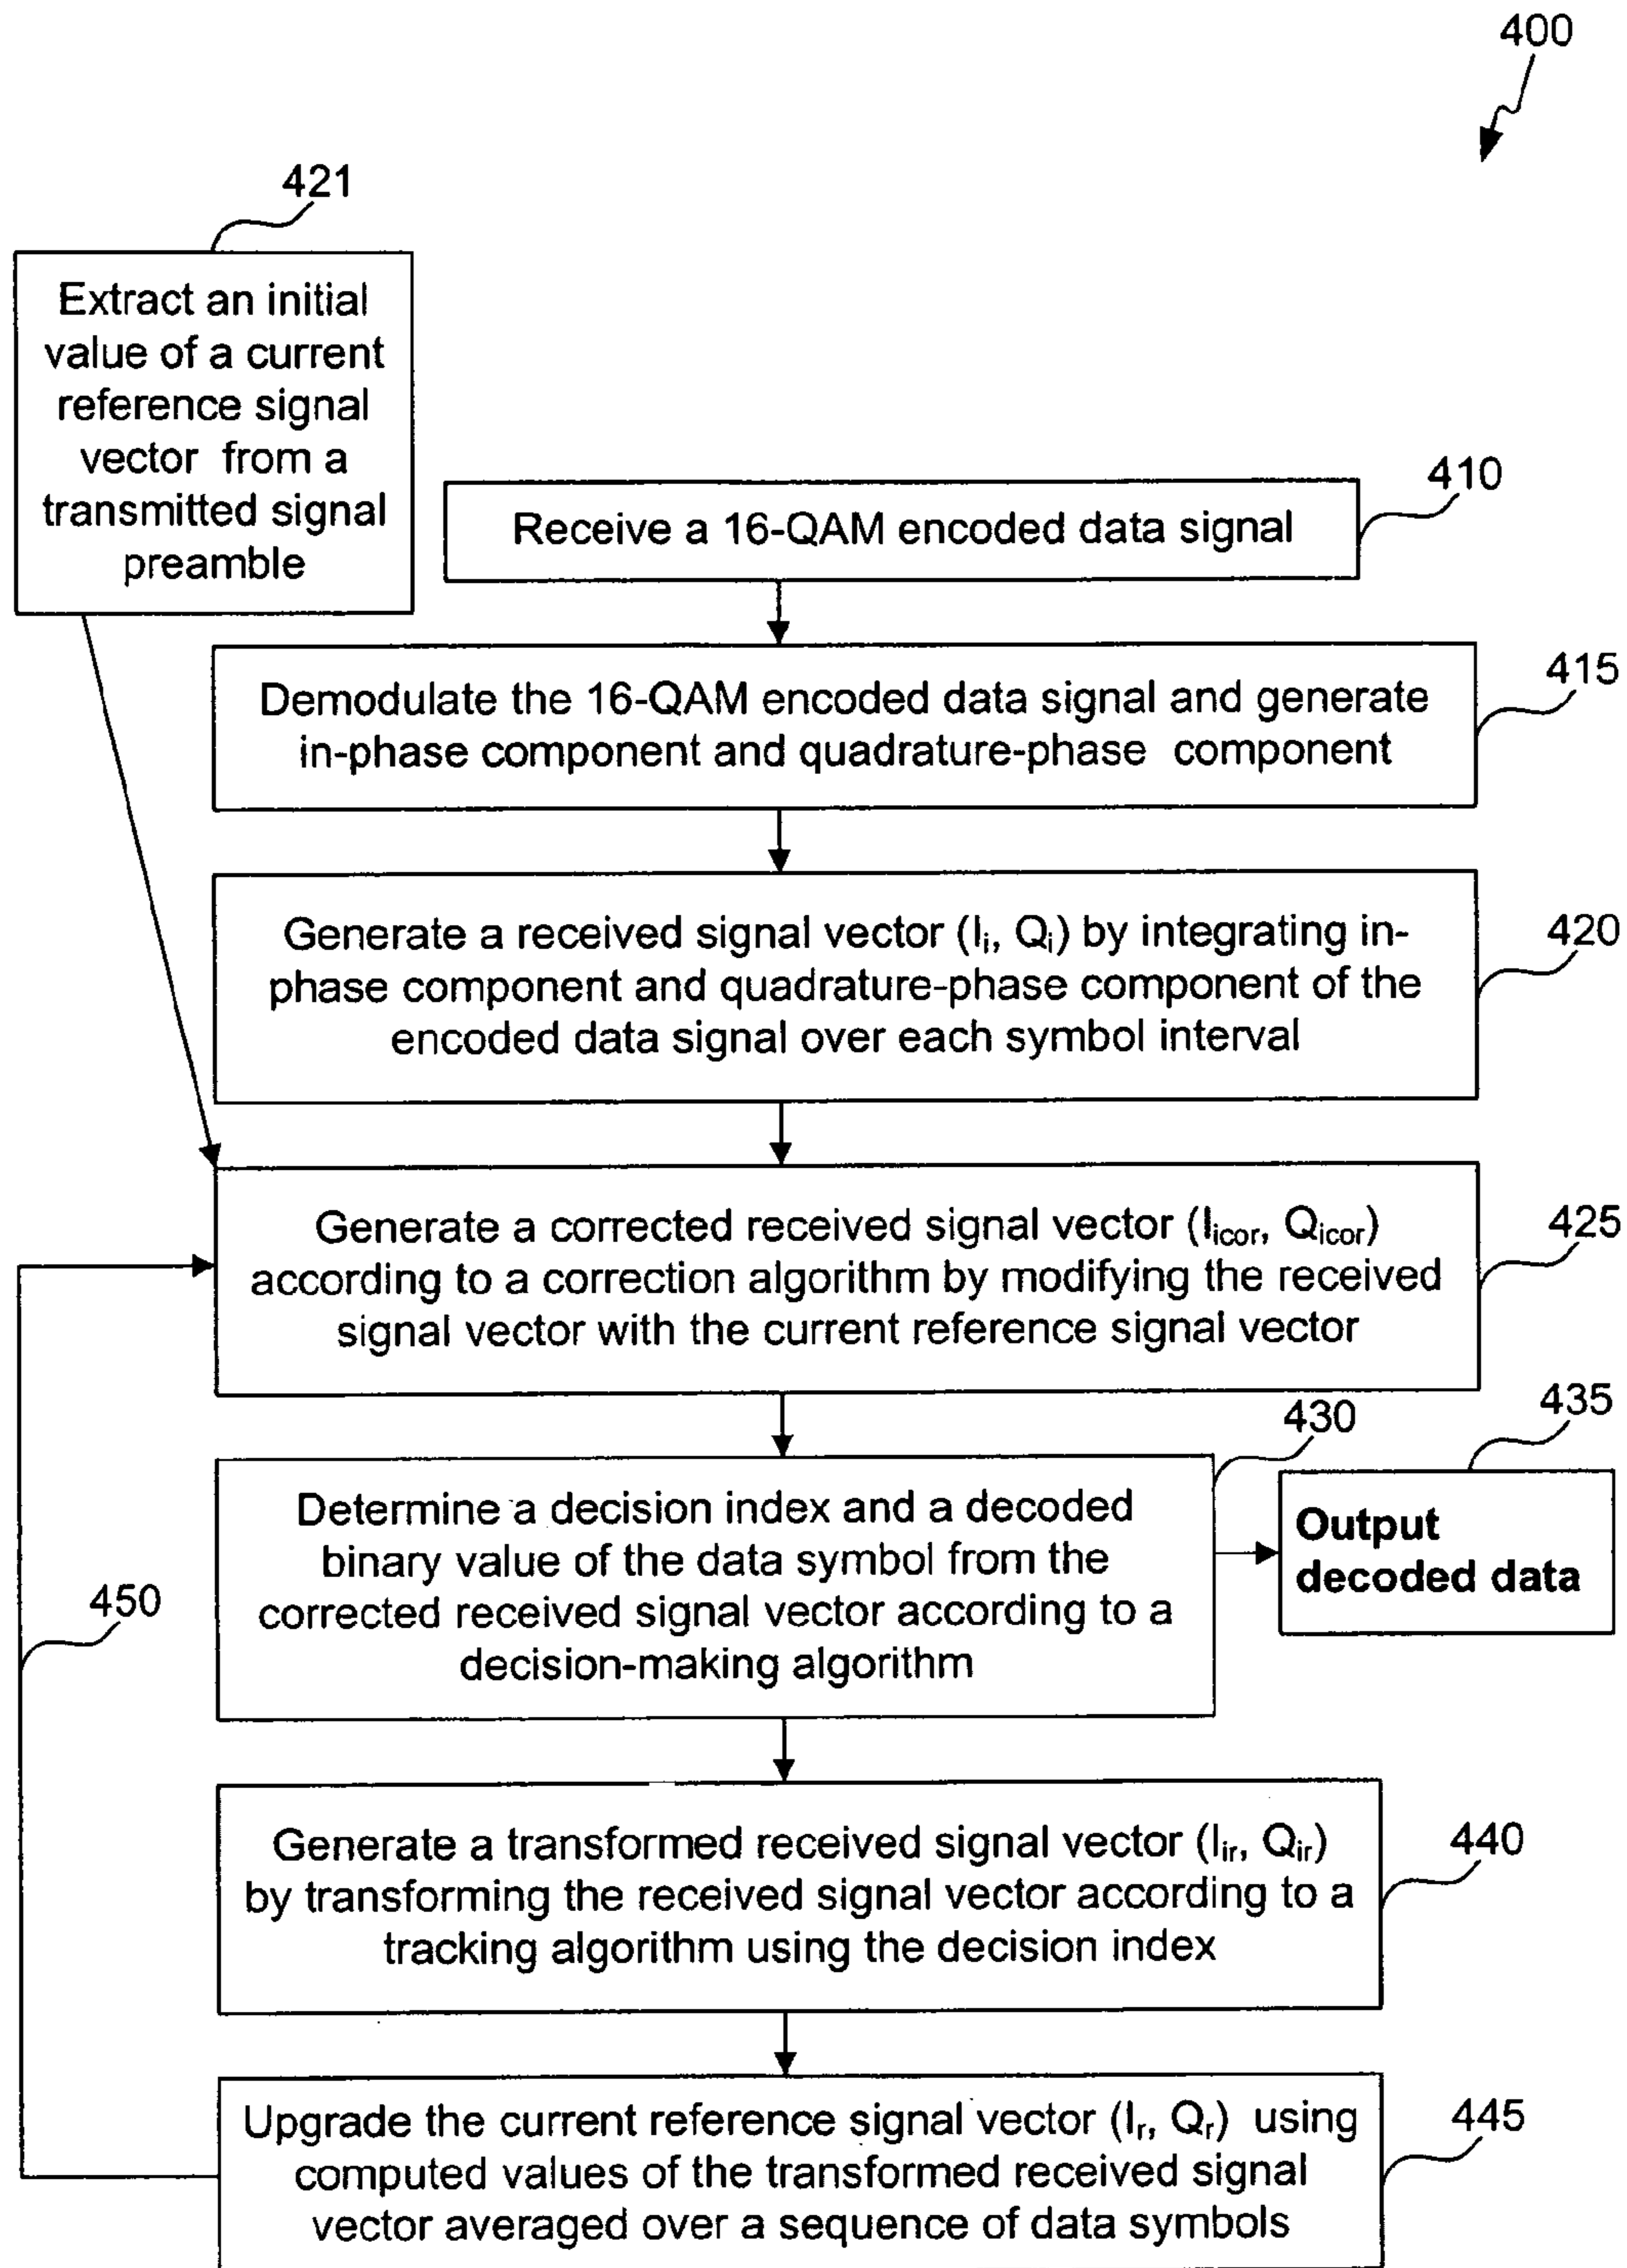 400
421
Extract an initial
value of a current
reference signal
vector from a
transmitted signal
preamble
410
Receive a 16-QAM encoded data signal
415
Demodulate the 16-QAM encoded data signal and generate
in-phase component and quadrature-phase component
420
Generate a received signal vector (Ii, Qi) by integrating in-
phase component and quadrature-phase component of the
encoded data signal over each symbol interval
425
Generate a corrected received signal vector (Iicor, Qicor)
according to a correction algorithm by modifying the received
signal vector with the current reference signal vector
430
Determine a decision index and a decoded
binary value of the data symbol from the
corrected received signal vector according to a
decision-making algorithm
435
Output
decoded data
450
440
Generate a transformed received signal vector (Iir, Qir)
by transforming the received signal vector according to a
tracking algorithm using the decision index
445
Upgrade the current reference signal vector (Ir, Qr) using
computed values of the transformed received signal
vector averaged over a sequence of data symbols